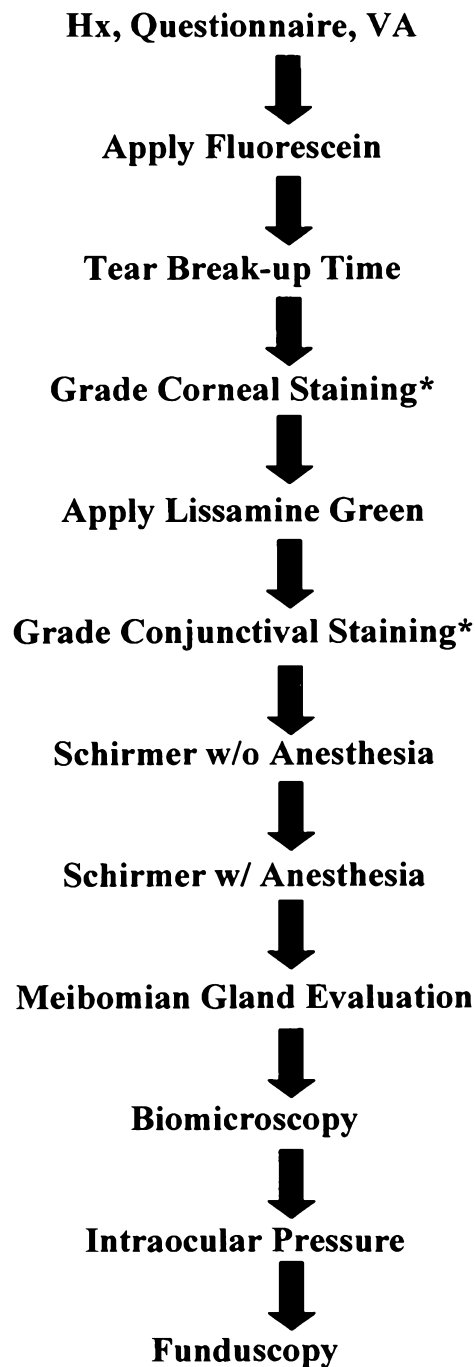 Hx, Questionnaire, VA
Apply Fluorescein
Tear Break-up Time
Grade Corneal Staining*
Apply Lissamine Green
Grade Conjunctival Staining*
Schirmer w/o Anesthesia
Schirmer w/ Anesthesia
Meibomian Gland Evaluation
Biomicroscopy
Intraocular Pressure
Funduscopy